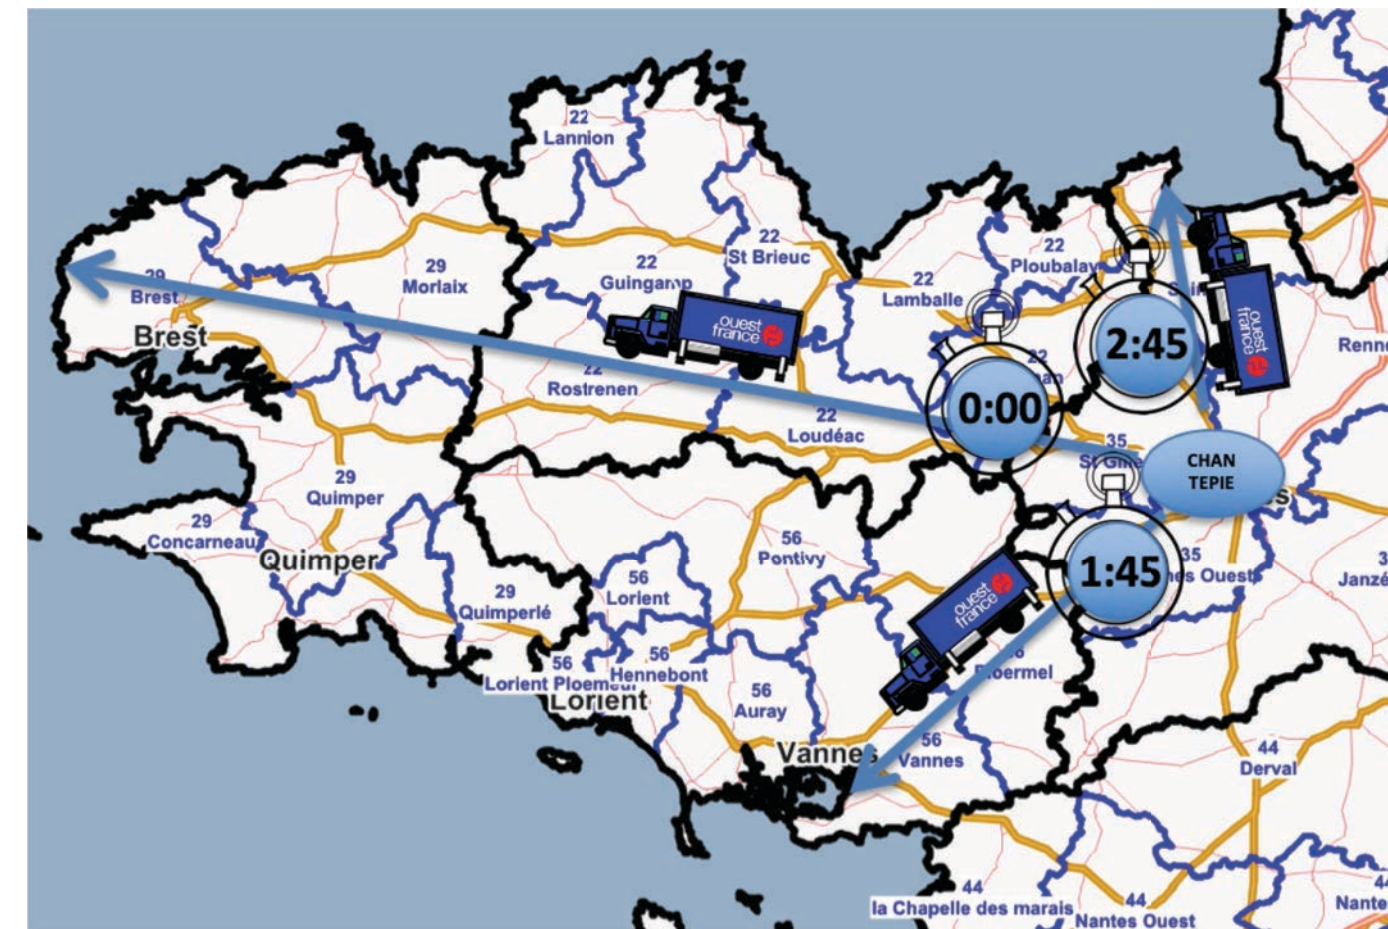 22
Lannion
22
Ploubalay
22
St Brieuc
22
Guingamp
29
Morlaix
29
Brest
Brest
22
Lamballe
2:45
Renne
ouest
france
ouest
france
22
Rostrenen
22
0:00
22
Loudéac
35
CHAN
TEPIE
29
Quimper
29
Concarneau
Quimper
56
Pontivy
1:45
35
Janzé
29
Quimperlé
56
Lorient
ouest
france
56
Hennebont
56
Lorient
Lorient
56
Auray
Vannes
56
Vannes
44
Derval
44
la Chapelle des marais
44
Nantes Ouest
44
Nante